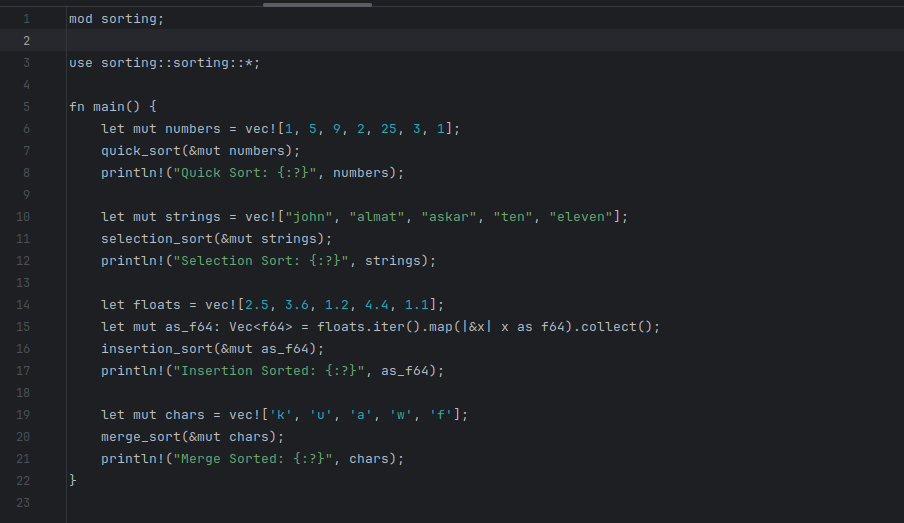 1 mod sorting;
2
3 use sorting::sorting::*;
4
5 fn main() {
6     let mut numbers = vec![1, 5, 9, 2, 25, 3, 1];
7     quick_sort(&mut numbers);
8     println!("Quick Sort: {:?}", numbers);
9
10     let mut strings = vec!["john", "almat", "askar", "ten", "eleven"];
11     selection_sort(&mut strings);
12     println!("Selection Sort: {:?}", strings);
13
14     let floats = vec![2.5, 3.6, 1.2, 4.4, 1.1];
15     let mut as_f64: Vec<f64> = floats.iter().map(|&x| x as f64).collect();
16     insertion_sort(&mut as_f64);
17     println!("Insertion Sorted: {:?}", as_f64);
18
19     let mut chars = vec!['k', 'u', 'a', 'w', 'f'];
20     merge_sort(&mut chars);
21     println!("Merge Sorted: {:?}", chars);
22 }
23